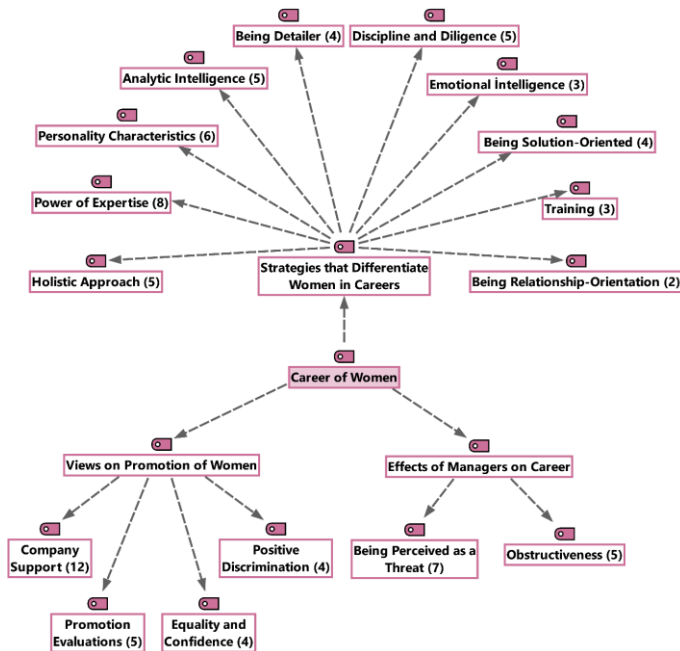 Being Detailer (4)
Discipline and Diligence (5)
Analytic Intelligence (5)
Emotional İntelligence (3)
Personality Characteristics (6)
Being Solution-Oriented (4)
Power of Expertise (8)
Training (3)
Holistic Approach (5)
Strategies that Differentiate
Women in Careers
Being Relationship-Orientation (2)
Career of Women
Views on Promotion of Women
Effects of Managers on Career
Company
Support (12)
Positive
Discrimination (4)
Being Perceived as a
Threat (7)
Obstructiveness (5)
Promotion
Evaluations (5)
Equality and
Confidence (4)